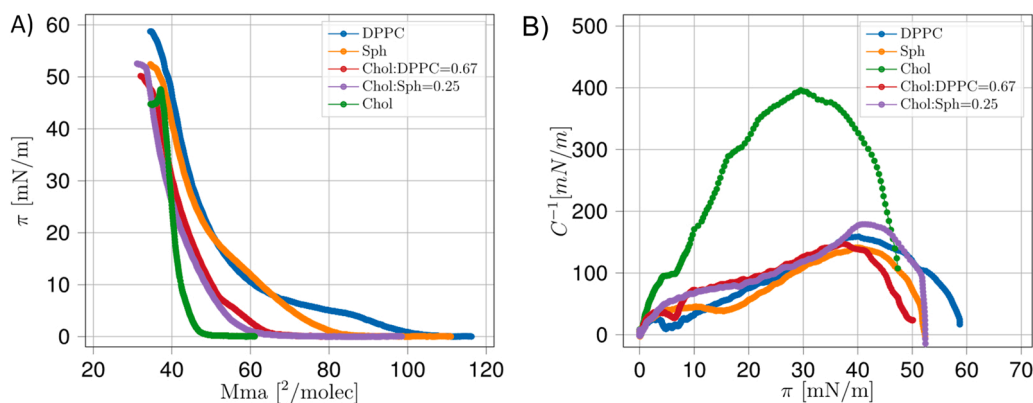 A)
π [mN/m]
60
50
40
30
20
10
0
20
40
60
80
100
120
Mma [²/molec]
DPPC
Sph
Chol:DPPC=0.67
Chol:Sph=0.25
Chol
B)
C⁻¹[mN/m]
500
400
300
200
100
0
0
10
20
30
40
50
60
70
π [mN/m]
DPPC
Sph
Chol
Chol:DPPC=0.67
Chol:Sph=0.25